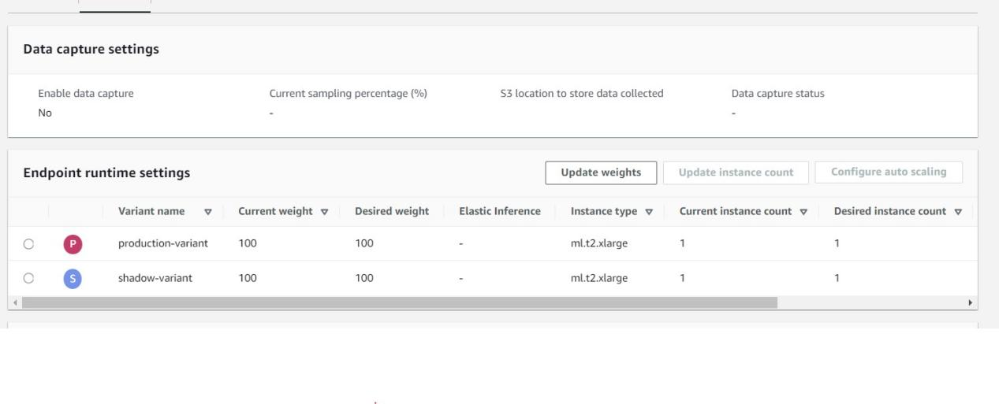 Data capture settings
Enable data capture Current sampling percentage (%) S3 location to store data collected Data capture status
No - -
Endpoint runtime settings Update weights Update instance count Configure auto scaling
Variant name Current weight Desired weight Elastic Inference Instance type Current instance count Desired instance count
P production-variant 100 100 - ml.t2.xlarge 1 1
S shadow-variant 100 100 - ml.t2.xlarge 1 1